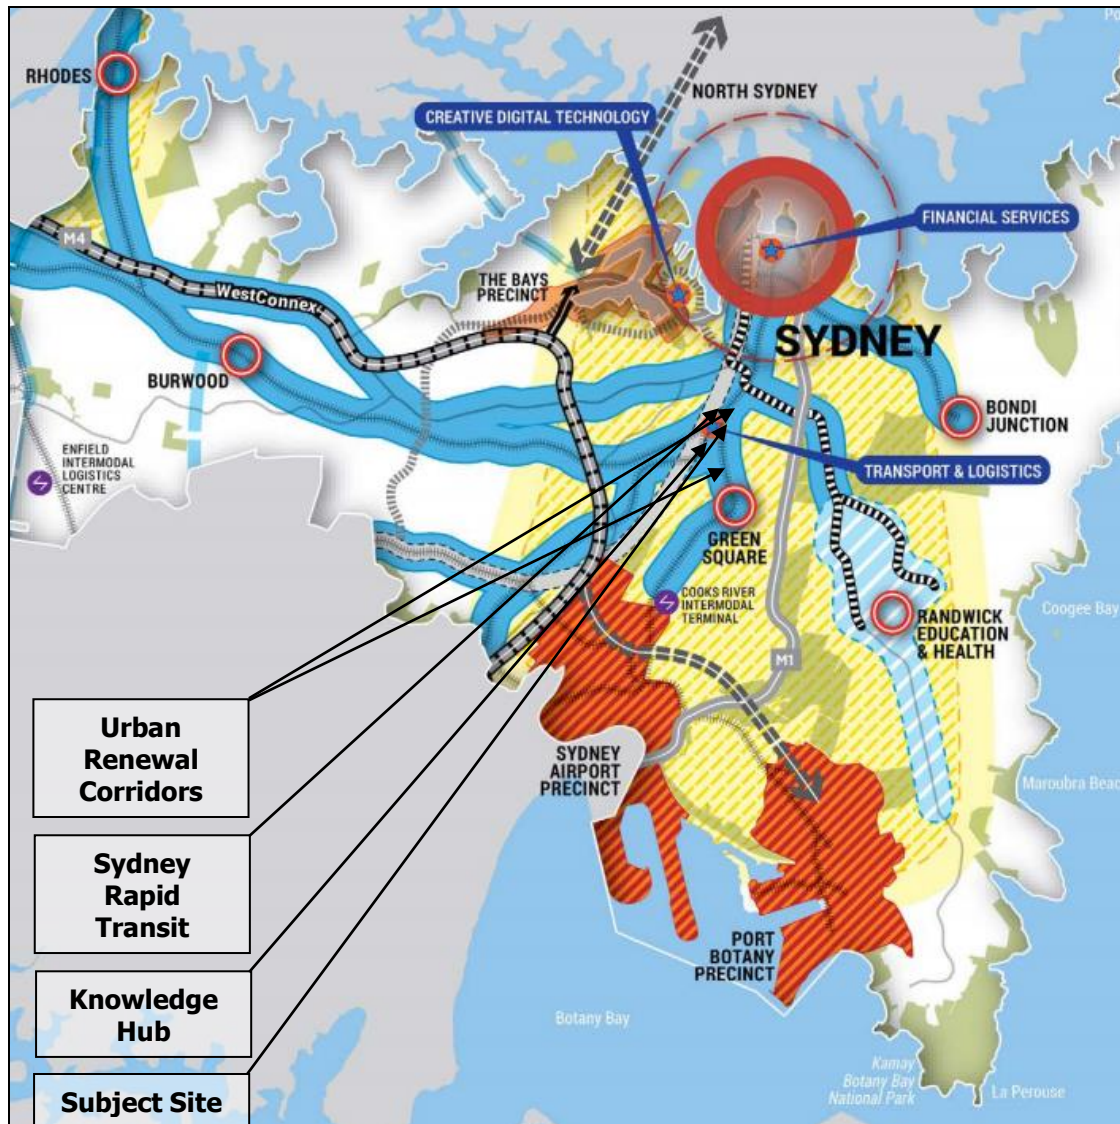 RHODES
NORTH SYDNEY
CREATIVE DIGITAL TECHNOLOGY
FINANCIAL SERVICES
M4
WestConnex
THE BAYS
PRECINCT
SYDNEY
BURWOOD
BONDI
JUNCTION
ENFIELD
INTERMODAL
LOGISTICS
CENTRE
TRANSPORT & LOGISTICS
GREEN
SQUARE
COOKS RIVER
INTERMODAL
TERMINAL
Coogee Bay
RANDWICK
EDUCATION
& HEALTH
M1
Urban
Renewal
Corridors
SYDNEY
AIRPORT
PRECINCT
Maroubra Beac
Sydney
Rapid
Transit
PORT
BOTANY
PRECINCT
Knowledge
Hub
Botany Bay
Kamay
Botany Bay
National Park
La Perouse
Subject Site